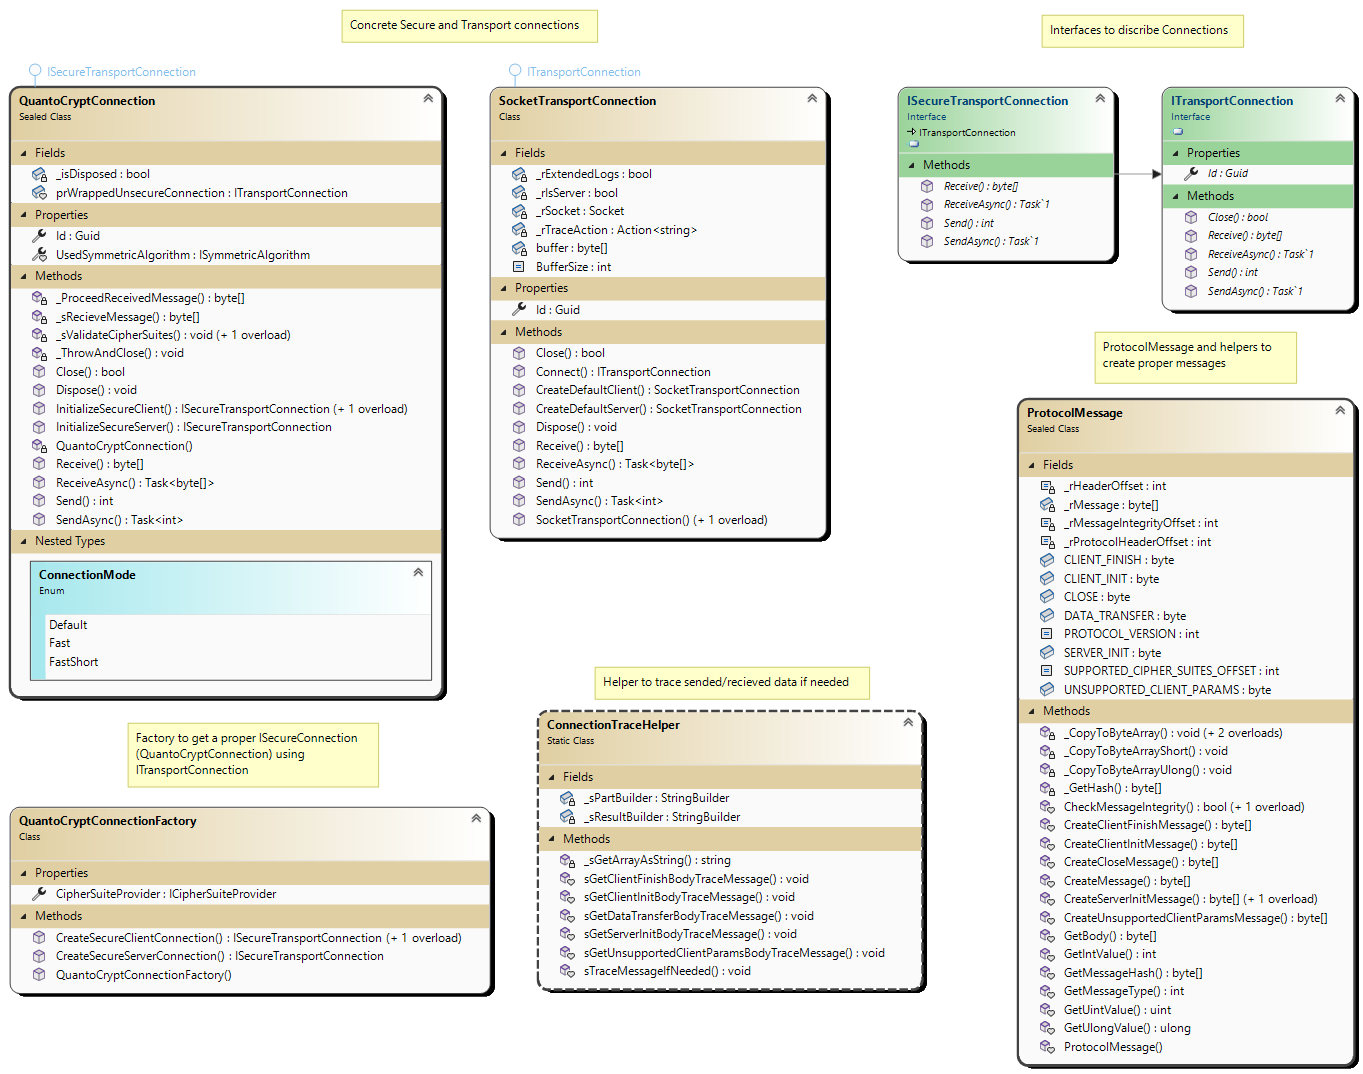 Concrete Secure and Transport connections
Interfaces to discribe Connections
ISecureTransportConnection
QuantoCryptConnection
Sealed Class
Fields
_isDisposed : bool
prWrappedUnsecureConnection : ITransportConnection
Properties
Id : Guid
UsedSymmetricAlgorithm : ISymmetricAlgorithm
Methods
_ProceedReceivedMessage() : byte[]
_sRecieveMessage() : byte[]
_sValidateCipherSuites() : void (+ 1 overload)
_ThrowAndClose() : void
Close() : bool
Dispose() : void
InitializeSecureClient() : ISecureTransportConnection (+ 1 overload)
InitializeSecureServer() : ISecureTransportConnection
QuantoCryptConnection()
Receive() : byte[]
ReceiveAsync() : Task<byte[]>
Send() : int
SendAsync() : Task<int>
Nested Types
ConnectionMode
Enum
Default
Fast
FastShort
ITransportConnection
SocketTransportConnection
Class
Fields
_rExtendedLogs : bool
_rIsServer : bool
_rSocket : Socket
_rTraceAction : Action<string>
buffer : byte[]
BufferSize : int
Properties
Id : Guid
Methods
Close() : bool
Connect() : ITransportConnection
CreateDefaultClient() : SocketTransportConnection
CreateDefaultServer() : SocketTransportConnection
Dispose() : void
Receive() : byte[]
ReceiveAsync() : Task<byte[]>
Send() : int
SendAsync() : Task<int>
SocketTransportConnection() (+ 1 overload)
ISecureTransportConnection
Interface
ITransportConnection
Methods
Receive() : byte[]
ReceiveAsync() : Task`1
Send() : int
SendAsync() : Task`1
ITransportConnection
Interface
Properties
Id : Guid
Methods
Close() : bool
Receive() : byte[]
ReceiveAsync() : Task`1
Send() : int
SendAsync() : Task`1
ProtocolMessage and helpers to
create proper messages
ProtocolMessage
Sealed Class
Fields
_rHeaderOffset : int
_rMessage : byte[]
_rMessageIntegrityOffset : int
_rProtocolHeaderOffset : int
CLIENT_FINISH : byte
CLIENT_INIT : byte
CLOSE : byte
DATA_TRANSFER : byte
PROTOCOL_VERSION : int
SERVER_INIT : byte
SUPPORTED_CIPHER_SUITES_OFFSET : int
UNSUPPORTED_CLIENT_PARAMS : byte
Methods
_CopyToByteArray() : void (+ 2 overloads)
_CopyToByteArrayShort() : void
_CopyToByteArrayUlong() : void
_GetHash() : byte[]
CheckMessageIntegrity() : bool (+ 1 overload)
CreateClientFinishMessage() : byte[]
CreateClientInitMessage() : byte[]
CreateCloseMessage() : byte[]
CreateMessage() : byte[]
CreateServerInitMessage() : byte[] (+ 1 overload)
CreateUnsupportedClientParamsMessage() : byte[]
GetBody() : byte[]
GetIntValue() : int
GetMessageHash() : byte[]
GetMessageType() : int
GetUintValue() : uint
GetUlongValue() : ulong
ProtocolMessage()
Helper to trace sended/recieved data if needed
ConnectionTraceHelper
Static Class
Fields
_sPartBuilder : StringBuilder
_sResultBuilder : StringBuilder
Methods
_sGetArrayAsString() : string
sGetClientFinishBodyTraceMessage() : void
sGetClientInitBodyTraceMessage() : void
sGetDataTransferBodyTraceMessage() : void
sGetServerInitBodyTraceMessage() : void
sGetUnsupportedClientParamsBodyTraceMessage() : void
sTraceMessageIfNeeded() : void
Factory to get a proper ISecureConnection
(QuantoCryptConnection) using
ITransportConnection
QuantoCryptConnectionFactory
Class
Properties
CipherSuiteProvider : ICipherSuiteProvider
Methods
CreateSecureClientConnection() : ISecureTransportConnection (+ 1 overload)
CreateSecureServerConnection() : ISecureTransportConnection
QuantoCryptConnectionFactory()